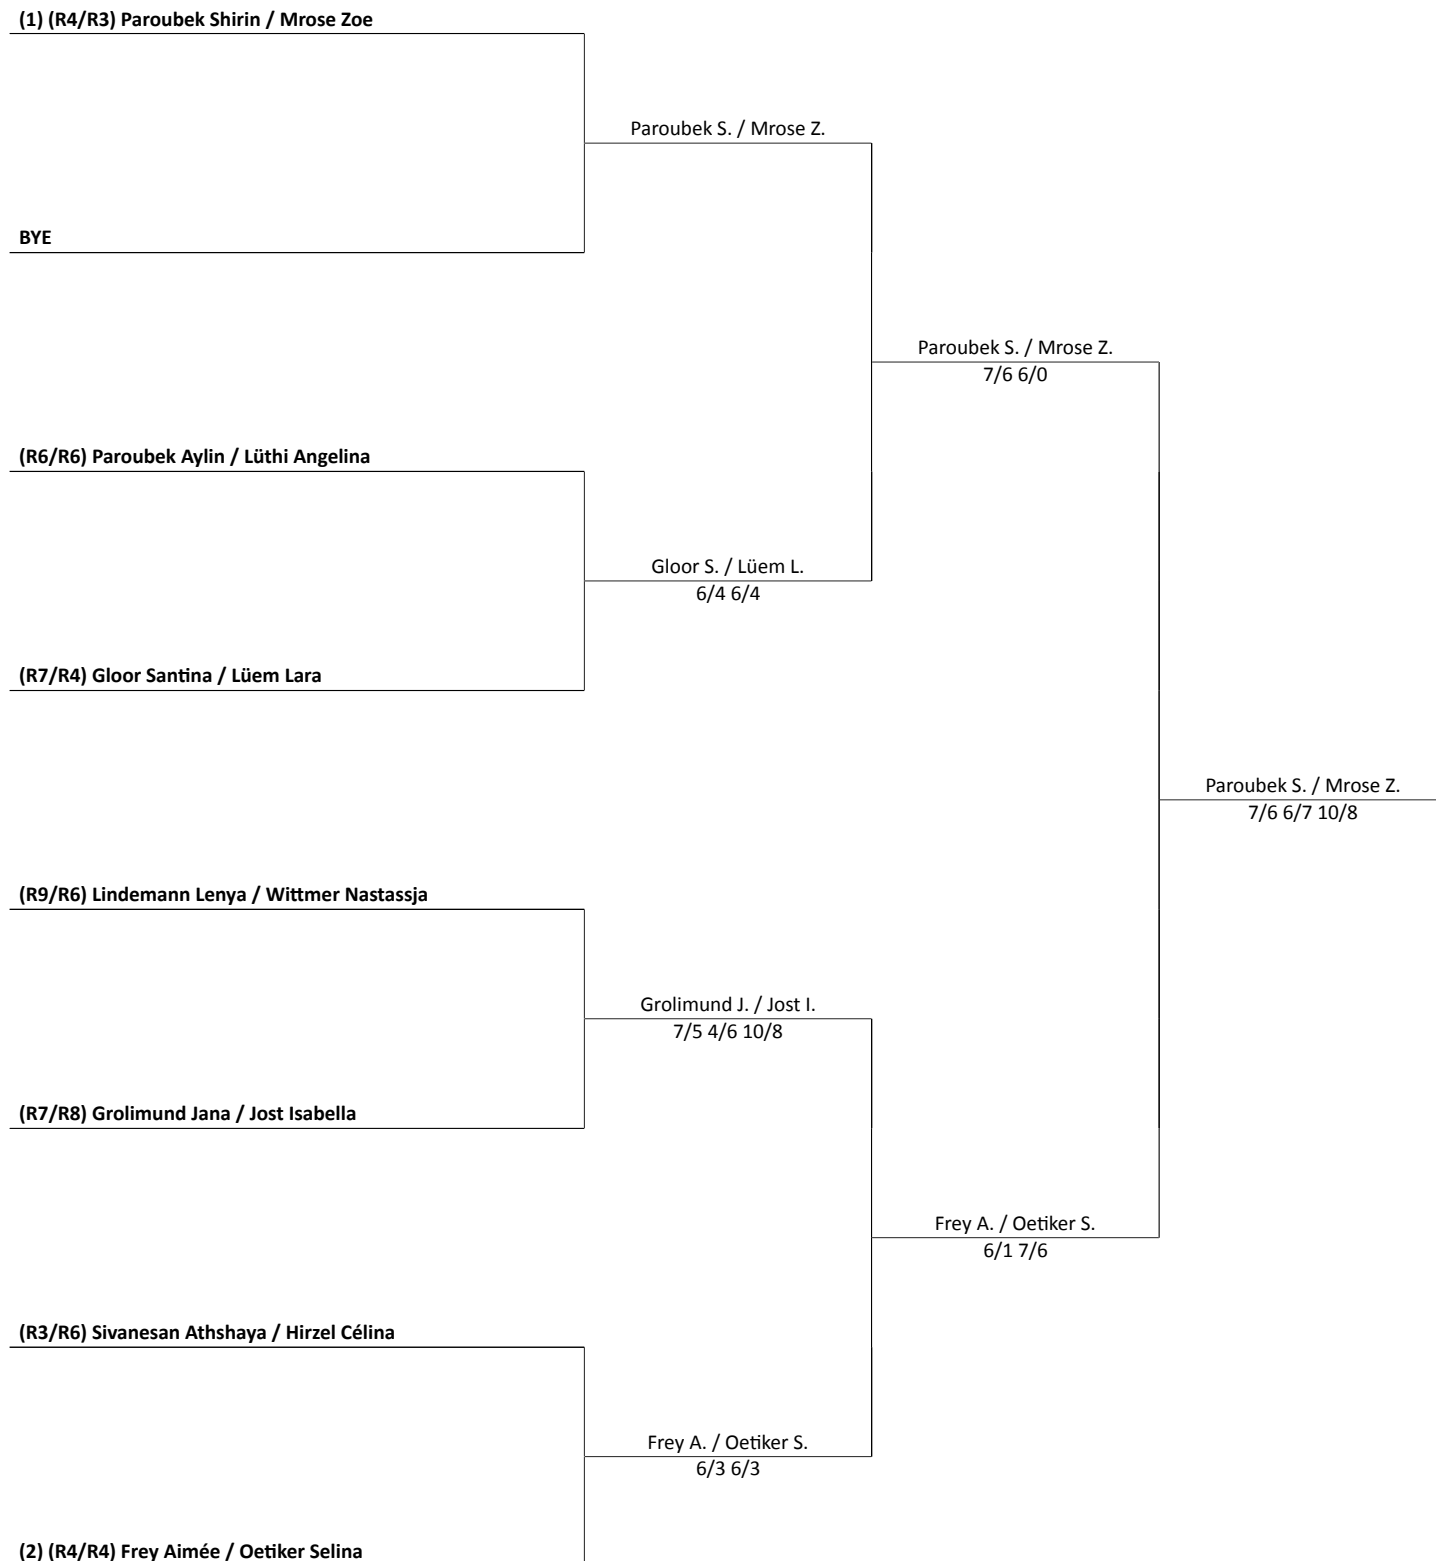 (1) (R4/R3) Paroubek Shirin / Mrose Zoe
Paroubek S. / Mrose Z.
BYE
Paroubek S. / Mrose Z.
7/6 6/0
(R6/R6) Paroubek Aylin / Lüthi Angelina
Gloor S. / Lüem L.
6/4 6/4
(R7/R4) Gloor Santina / Lüem Lara
Paroubek S. / Mrose Z.
7/6 6/7 10/8
(R9/R6) Lindemann Lenya / Wittmer Nastassja
Grolimund J. / Jost I.
7/5 4/6 10/8
(R7/R8) Grolimund Jana / Jost Isabella
Frey A. / Oetiker S.
6/1 7/6
(R3/R6) Sivanesan Athshaya / Hirzel Célina
Frey A. / Oetiker S.
6/3 6/3
(2) (R4/R4) Frey Aimée / Oetiker Selina